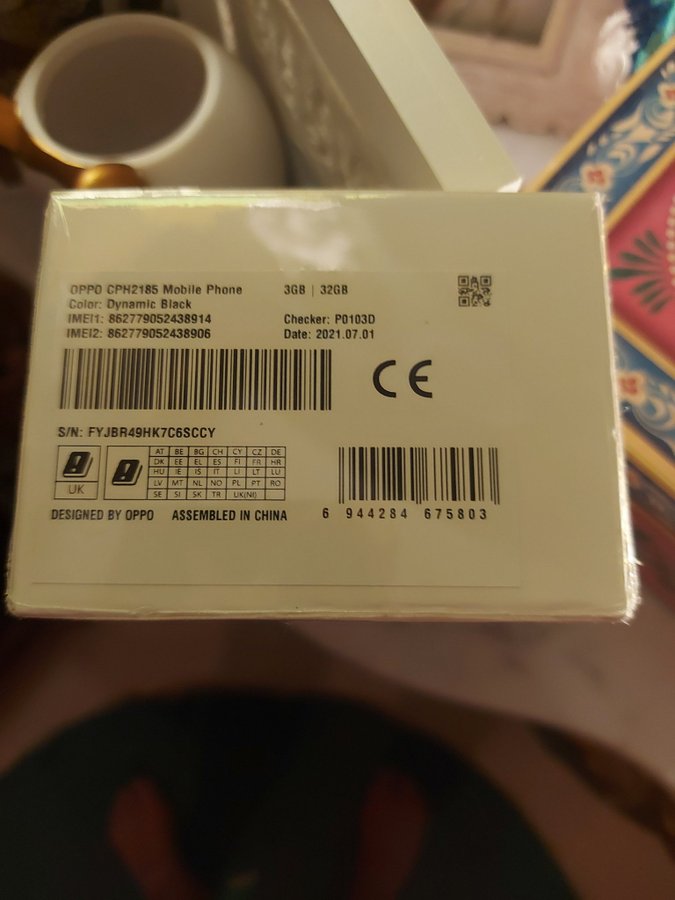 OPPO CPH2185 Mobile Phone 3GB | 32GB
Color: Dynamic Black
IMEI1: 862779052438914 Checker: P0103D
IMEI2: 862779052438906 Date: 2021.07.01
CE
S/N: FYJBR49HK7C6SCCY
AT BE BG CH CY CZ DE
DK EE EL ES FI FR HR
HU IE IS IT LI LT LU
LV MT NL NO PL PT RO
UK SE SI SK TR UK(NI)
DESIGNED BY OPPO ASSEMBLED IN CHINA 6 944284 675803